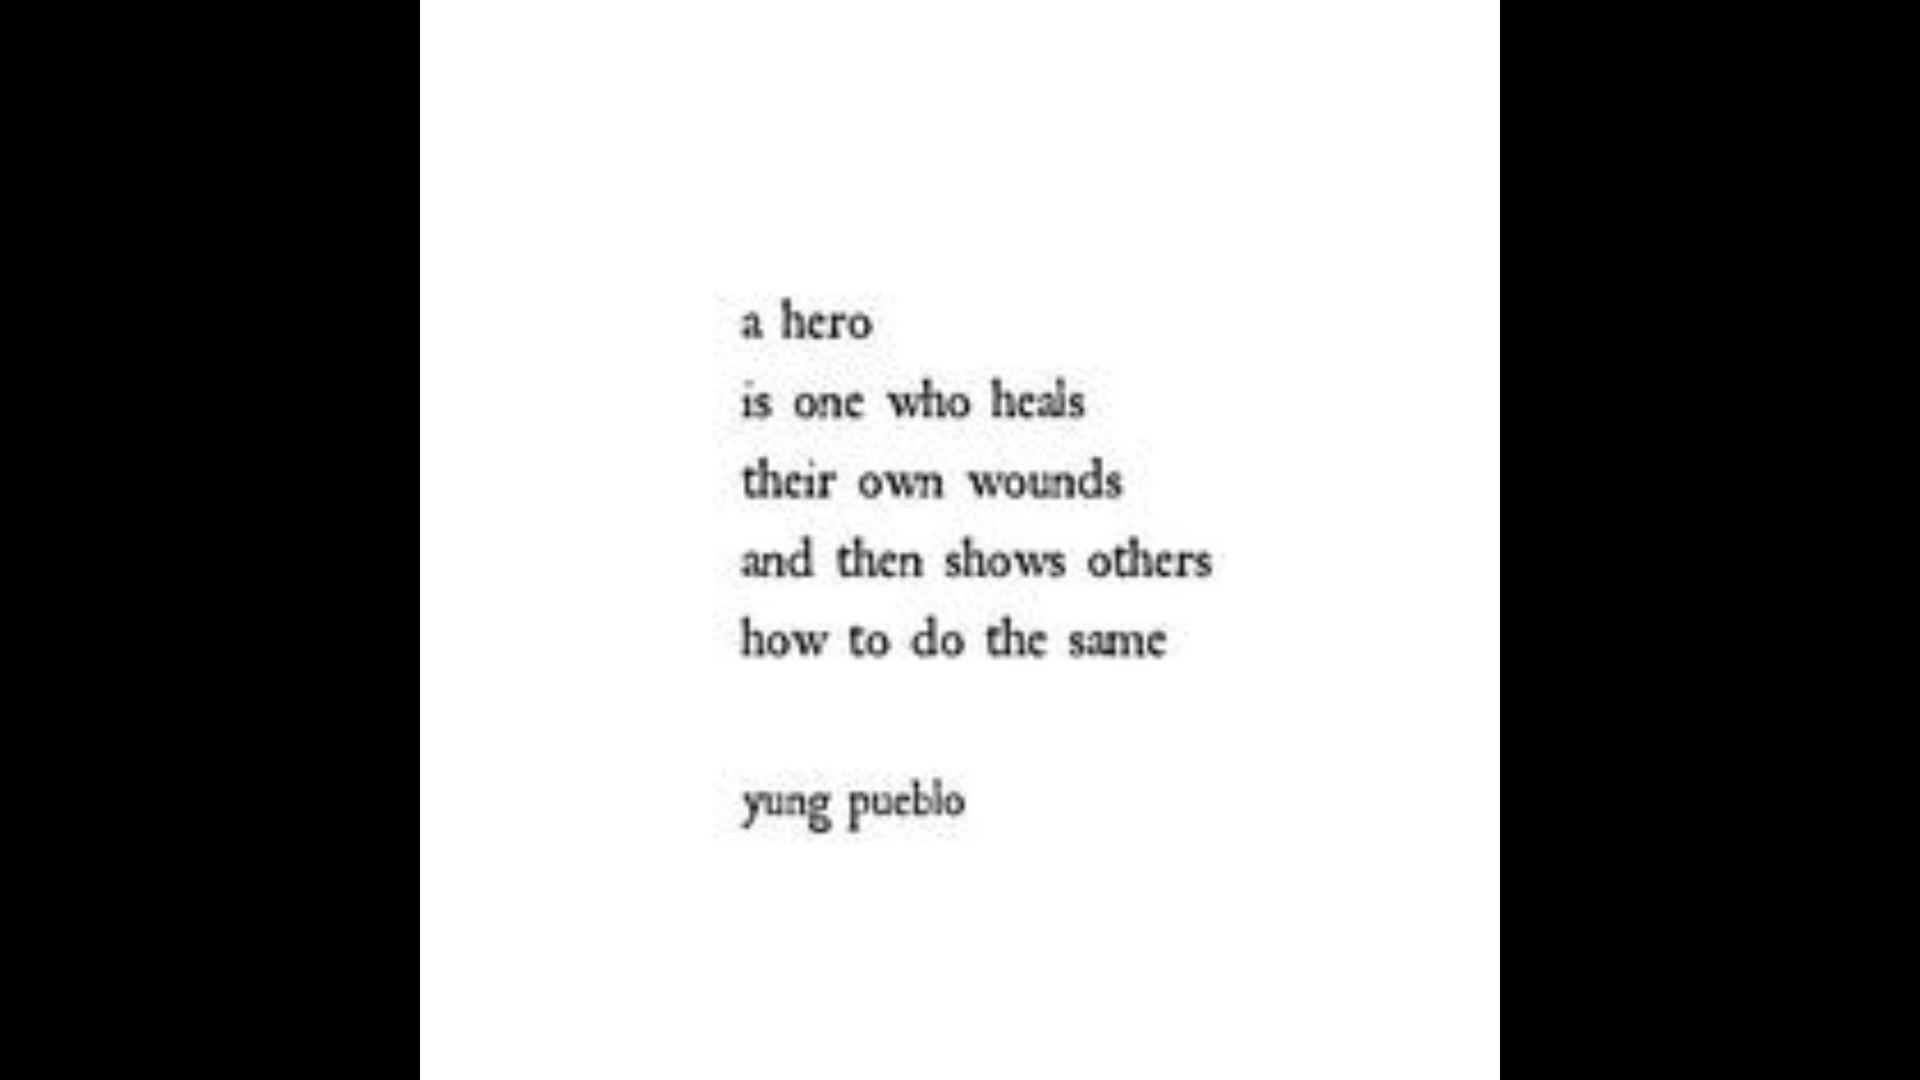 a hero
is one who heals
their own wounds
and then shows others
how to do the same
yung pueblo